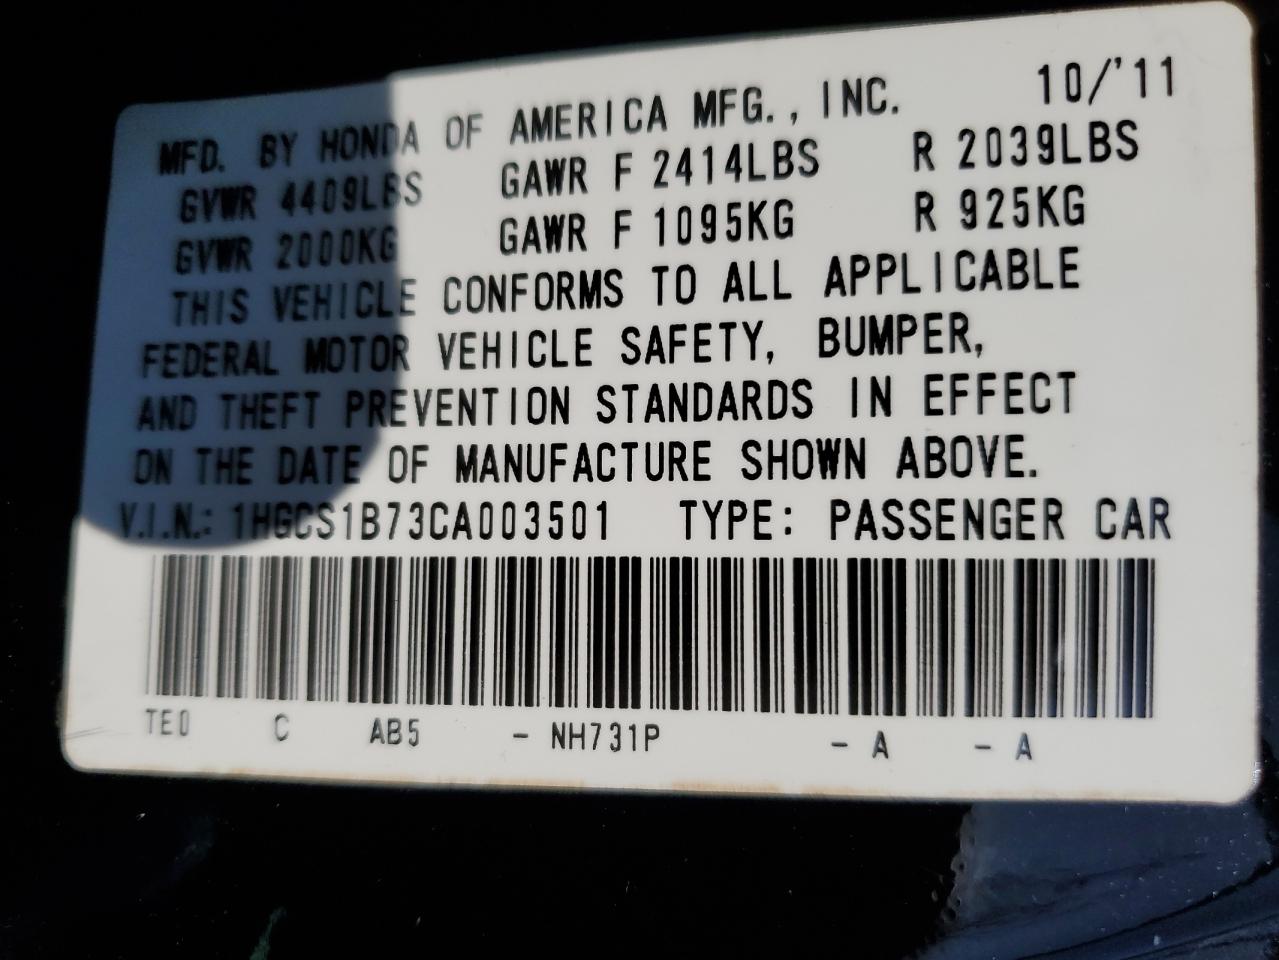 MFD. BY HONDA OF AMERICA MFG., INC. 10/'11
GVWR 4409LBS GAWR F 2414LBS R 2039LBS
GVWR 2000KG GAWR F 1095KG R 925KG
THIS VEHICLE CONFORMS TO ALL APPLICABLE
FEDERAL MOTOR VEHICLE SAFETY, BUMPER,
AND THEFT PREVENTION STANDARDS IN EFFECT
ON THE DATE OF MANUFACTURE SHOWN ABOVE.
V.I.N.: 1HGCS1B73CA003501 TYPE: PASSENGER CAR
TE0 C AB5 - NH731P - A - A